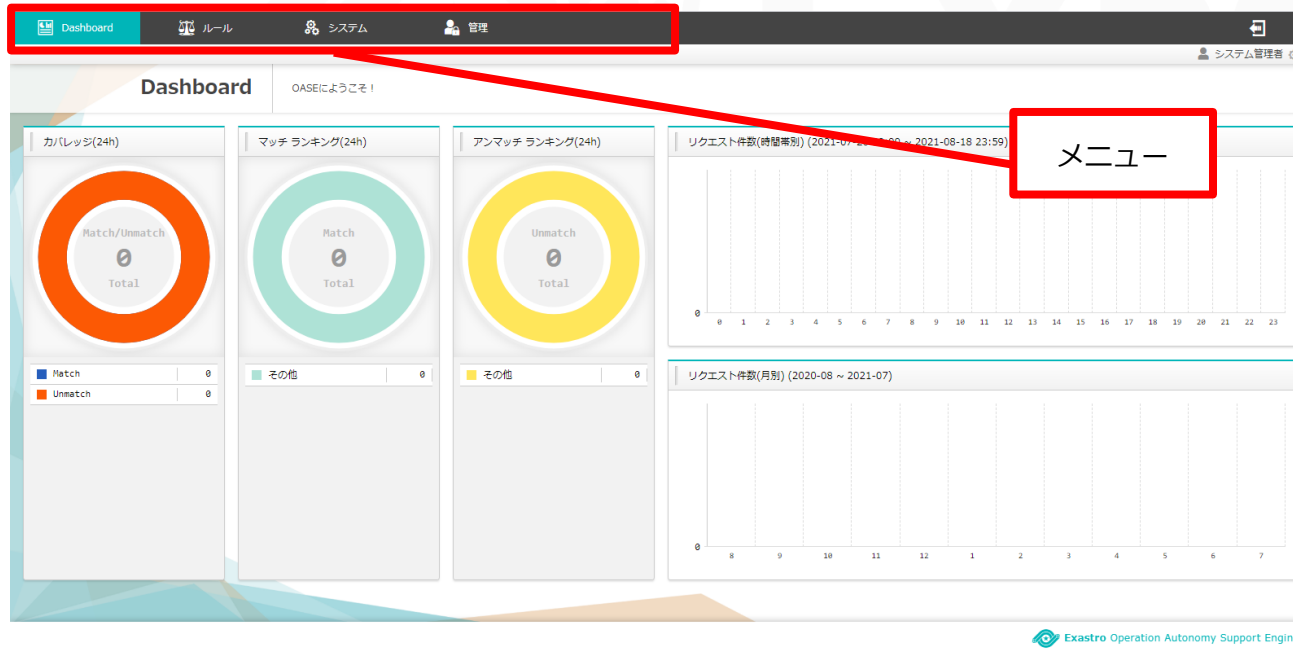 Dashboard ルール システム 管理
システム管理者
Dashboard OASEにようこそ！
カバレッジ(24h)
Match/Unmatch
0
Total
Match 0
Unmatch 0
マッチ ランキング(24h)
Match
0
Total
その他 0
アンマッチ ランキング(24h)
Unmatch
0
Total
その他 0
リクエスト件数(時間帯別) (2021-07- ~ 2021-08-18 23:59)
メニュー
0
0 1 2 3 4 5 6 7 8 9 10 11 12 13 14 15 16 17 18 19 20 21 22 23
リクエスト件数(月別) (2020-08 ~ 2021-07)
0
8 9 10 11 12 1 2 3 4 5 6 7
Exastro Operation Autonomy Support Engin